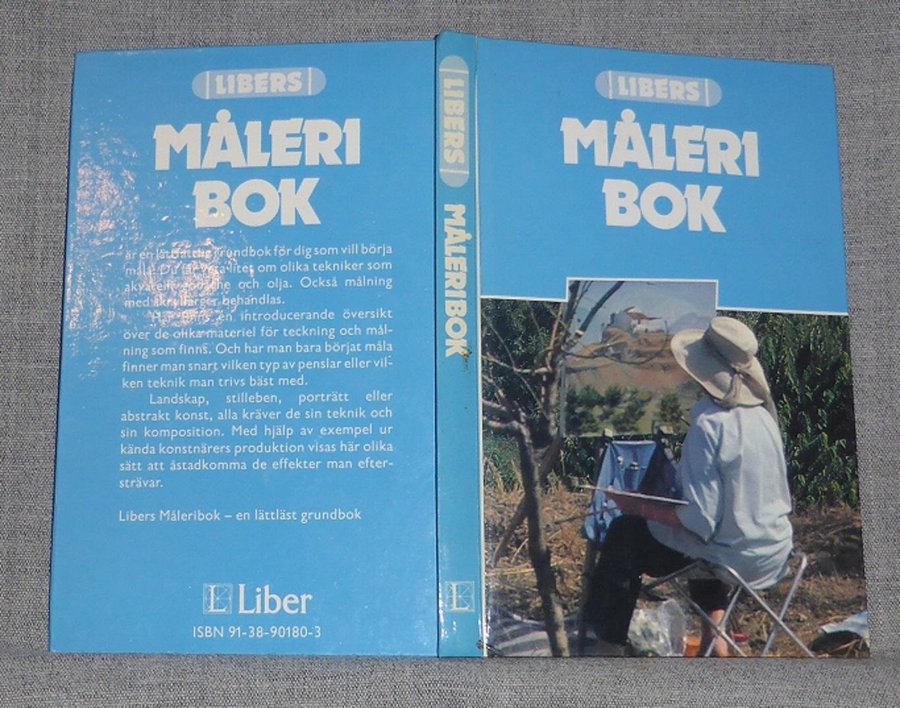 LIBERS
MÅLERI
BOK
är en lättfattlig grundbok för dig som vill börja
måla. Du får veta litet om olika tekniker som
akvarell, gouache och olja. Också målning
med akrylfärger behandlas.
en introducerande översikt
över de olika materiel för teckning och mål-
ning som finns. Och har man bara börjat måla
finner man snart vilken typ av penslar eller vil-
ken teknik man trivs bäst med.
Landskap, stilleben, porträtt eller
abstrakt konst, alla kräver de sin teknik och
sin komposition. Med hjälp av exempel ur
kända konstnärers produktion visas här olika
sätt att åstadkomma de effekter man efter-
strävar.
Libers Måleribok – en lättläst grundbok
L Liber
ISBN 91-38-90180-3
LIBERS
MÅLERIBOK
L
LIBERS
MÅLERI
BOK